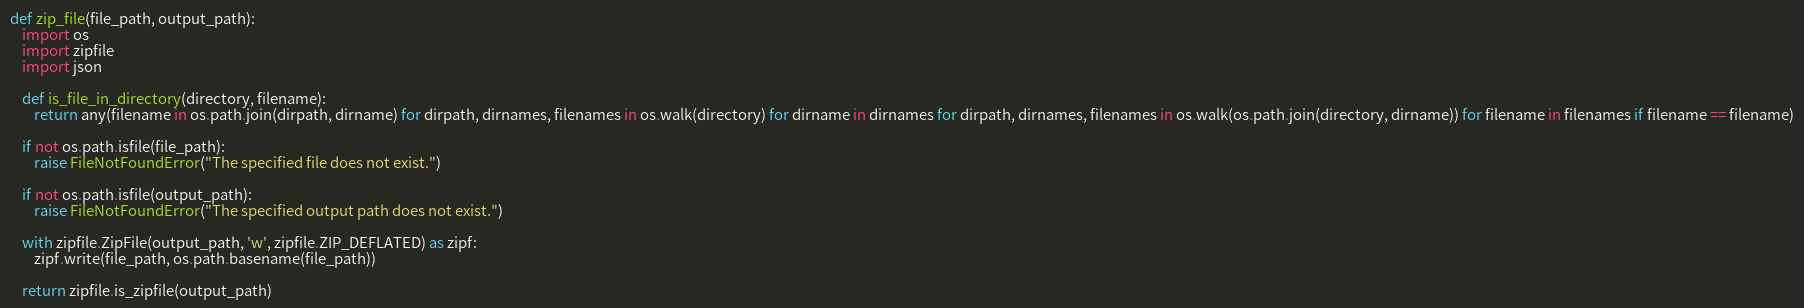 def zip_file(file_path, output_path):
    import os
    import zipfile
    import json

    def is_file_in_directory(directory, filename):
        return any(filename in os.path.join(dirpath, dirname) for dirpath, dirnames, filenames in os.walk(directory) for dirname in dirnames for dirpath, dirnames, filenames in os.walk(os.path.join(directory, dirname)) for filename in filenames if filename == filename)

    if not os.path.isfile(file_path):
        raise FileNotFoundError("The specified file does not exist.")

    if not os.path.isfile(output_path):
        raise FileNotFoundError("The specified output path does not exist.")

    with zipfile.ZipFile(output_path, 'w', zipfile.ZIP_DEFLATED) as zipf:
        zipf.write(file_path, os.path.basename(file_path))

    return zipfile.is_zipfile(output_path)